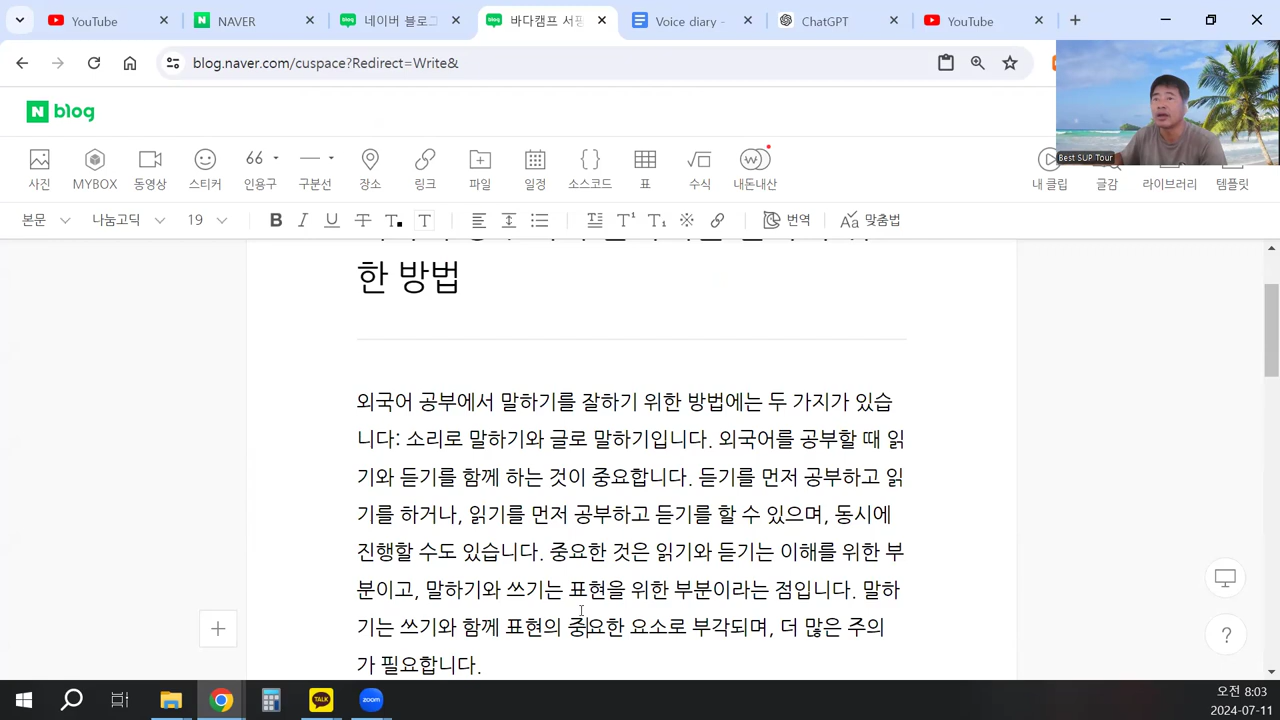 YouTube
NAVER
네이버 블로그
바다캠프 서핑
Voice diary -
ChatGPT
YouTube
blog.naver.com/cuspace?Redirect=Write&
N blog
Best SUP Tour
사진 MYBOX 동영상 스티커 인용구 구분선 장소 링크 파일 일정 소스코드 표 수식 내돈내산 내 클립 글감 라이브러리 템플릿
본문 나눔고딕 19 B I U T T T T T¹ T₁ ※ 번역 맞춤법
한 방법
외국어 공부에서 말하기를 잘하기 위한 방법에는 두 가지가 있습
니다: 소리로 말하기와 글로 말하기입니다. 외국어를 공부할 때 읽
기와 듣기를 함께 하는 것이 중요합니다. 듣기를 먼저 공부하고 읽
기를 하거나, 읽기를 먼저 공부하고 듣기를 할 수 있으며, 동시에
진행할 수도 있습니다. 중요한 것은 읽기와 듣기는 이해를 위한 부
분이고, 말하기와 쓰기는 표현을 위한 부분이라는 점입니다. 말하
기는 쓰기와 함께 표현의 중요한 요소로 부각되며, 더 많은 주의
가 필요합니다.
TALK
zoom
오전 8:03
2024-07-11